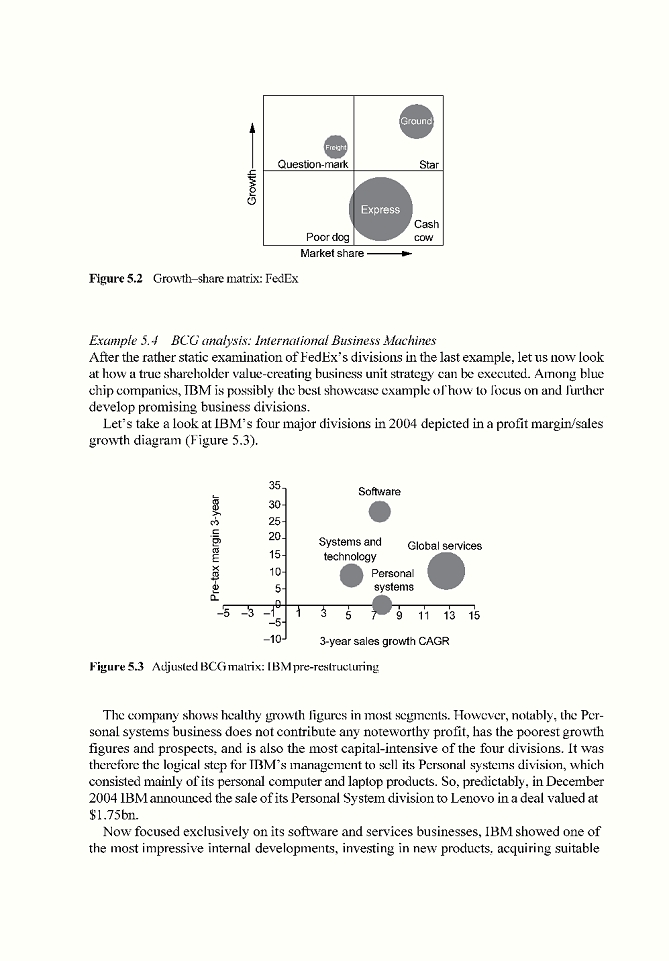 Ground
Freight
Question-mark
Star
Growth
Express
Cash
Poor dog
cow
Market share
Figure 5.2 Growth–share matrix: FedEx
Example 5.4 BCG analysis: International Business Machines
After the rather static examination of FedEx's divisions in the last example, let us now look
at how a true shareholder value-creating business unit strategy can be executed. Among blue
chip companies, IBM is possibly the best showcase example of how to focus on and further
develop promising business divisions.
Let's take a look at IBM's four major divisions in 2004 depicted in a profit margin/sales
growth diagram (Figure 5.3).
Pre-tax margin 3-year
35
30
25
20
15
10
5
0
–5
–10
Software
Systems and
technology
Global services
Personal
systems
–5 –3 –1 1 3 5 7 9 11 13 15
3-year sales growth CAGR
Figure 5.3 Adjusted BCG matrix: IBM pre-restructuring
The company shows healthy growth figures in most segments. However, notably, the Per-
sonal systems business does not contribute any noteworthy profit, has the poorest growth
figures and prospects, and is also the most capital-intensive of the four divisions. It was
therefore the logical step for IBM's management to sell its Personal systems division, which
consisted mainly of its personal computer and laptop products. So, predictably, in December
2004 IBM announced the sale of its Personal System division to Lenovo in a deal valued at
$1.75bn.
Now focused exclusively on its software and services businesses, IBM showed one of
the most impressive internal developments, investing in new products, acquiring suitable